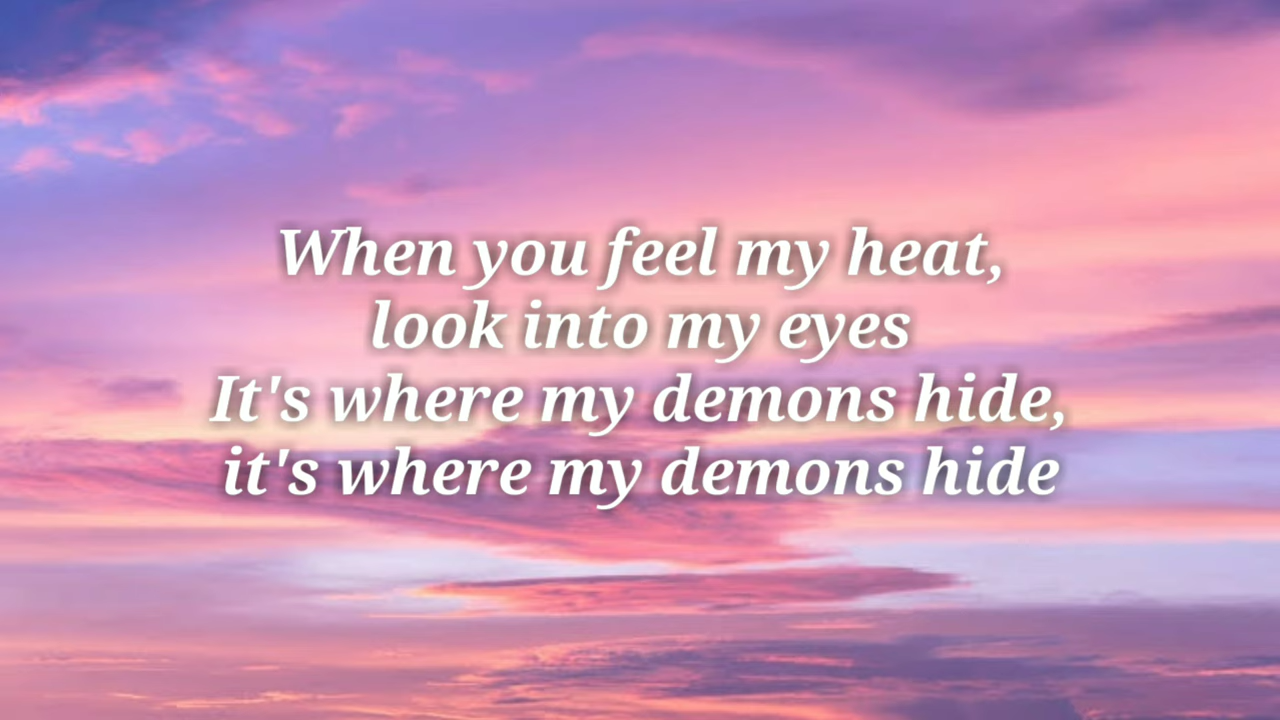 When you feel my heat,
look into my eyes
It's where my demons hide,
it's where my demons hide